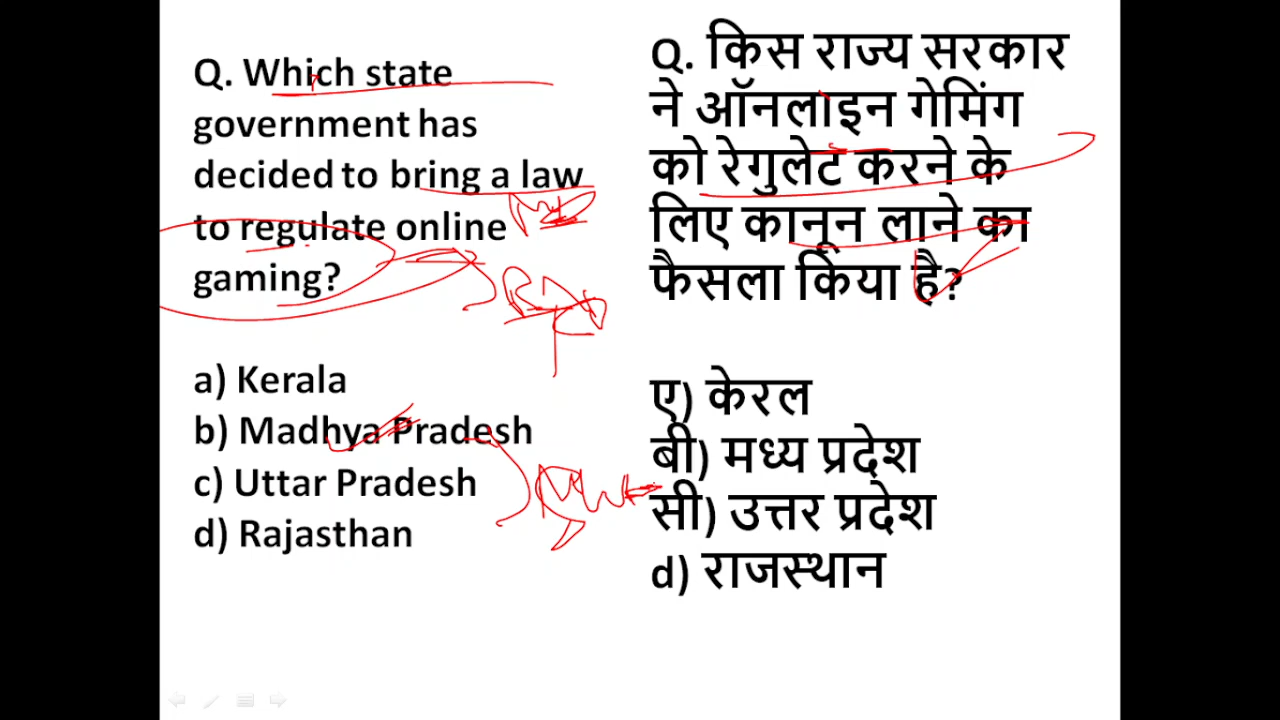 Q. Which state
government has
decided to bring a law
to regulate online
gaming?
a) Kerala
b) Madhya Pradesh
c) Uttar Pradesh
d) Rajasthan
Q. किस राज्य सरकार
ने ऑनलाइन गेमिंग
को रेगुलेट करने के
लिए कानून लाने का
फैसला किया है?
ए) केरल
बी) मध्य प्रदेश
सी) उत्तर प्रदेश
d) राजस्थान